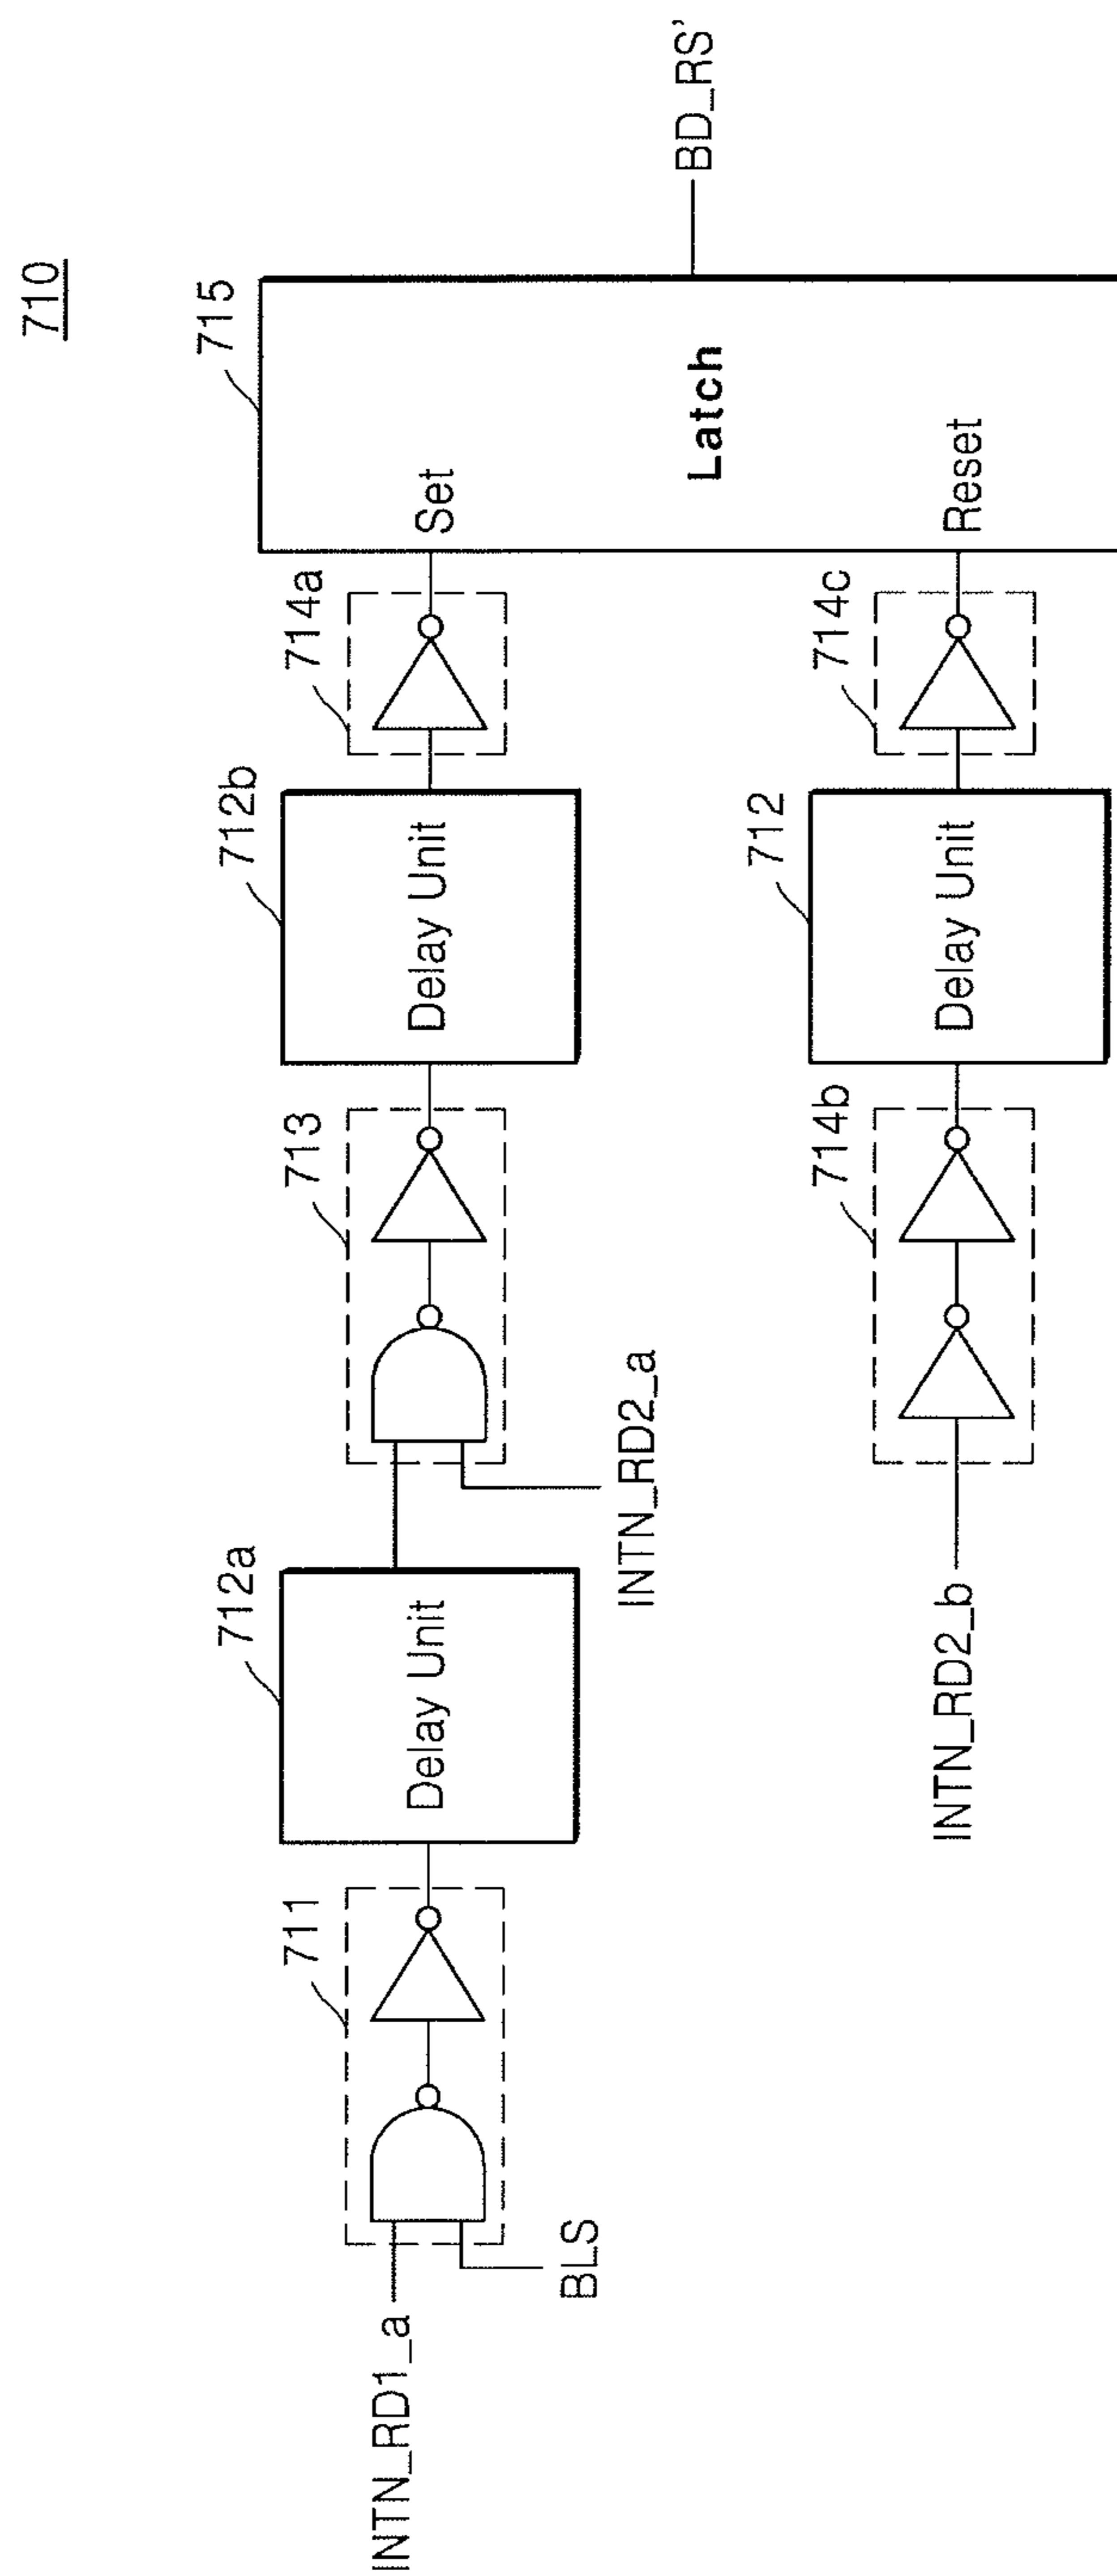 710
INTN_RD1_a
BLS
711
712a
Delay Unit
INTN_RD2_a
713
712b
Delay Unit
714a
715
Set
Latch
Reset
BD_RS'
INTN_RD2_b
714b
712
Delay Unit
714c